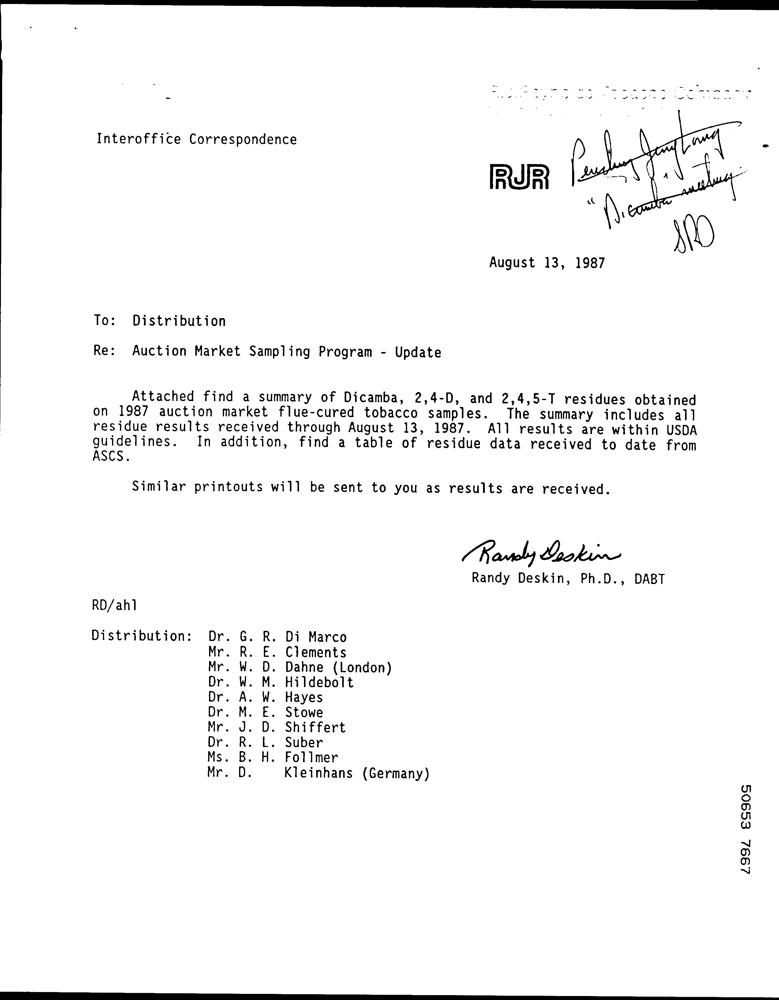 Interoffice Correspondence
RJR
"Dicamba meeting"
SRD
August 13, 1987
To: Distribution
Re: Auction Market Sampling Program - Update
Attached find a summary of Dicamba, 2,4-D, and 2,4,5-T residues obtained
on 1987 auction market flue-cured tobacco samples. The summary includes all
residue results received through August 13, 1987. All results are within USDA
guidelines. In addition, find a table of residue data received to date from
ASCS.
Similar printouts will be sent to you as results are received.
Randy Deskin
Randy Deskin, Ph.D., DABT
RD/ahl
Distribution: Dr. G. R. Di Marco
Mr. R. E. Clements
Mr. W. D. Dahne (London)
Dr. W. M. Hildebolt
Dr. A. W. Hayes
Dr. M. E. Stowe
Mr. J. D. Shiffert
Dr. R. L. Suber
Ms. B. H. Follmer
Mr. D. Kleinhans (Germany)
50653 7667